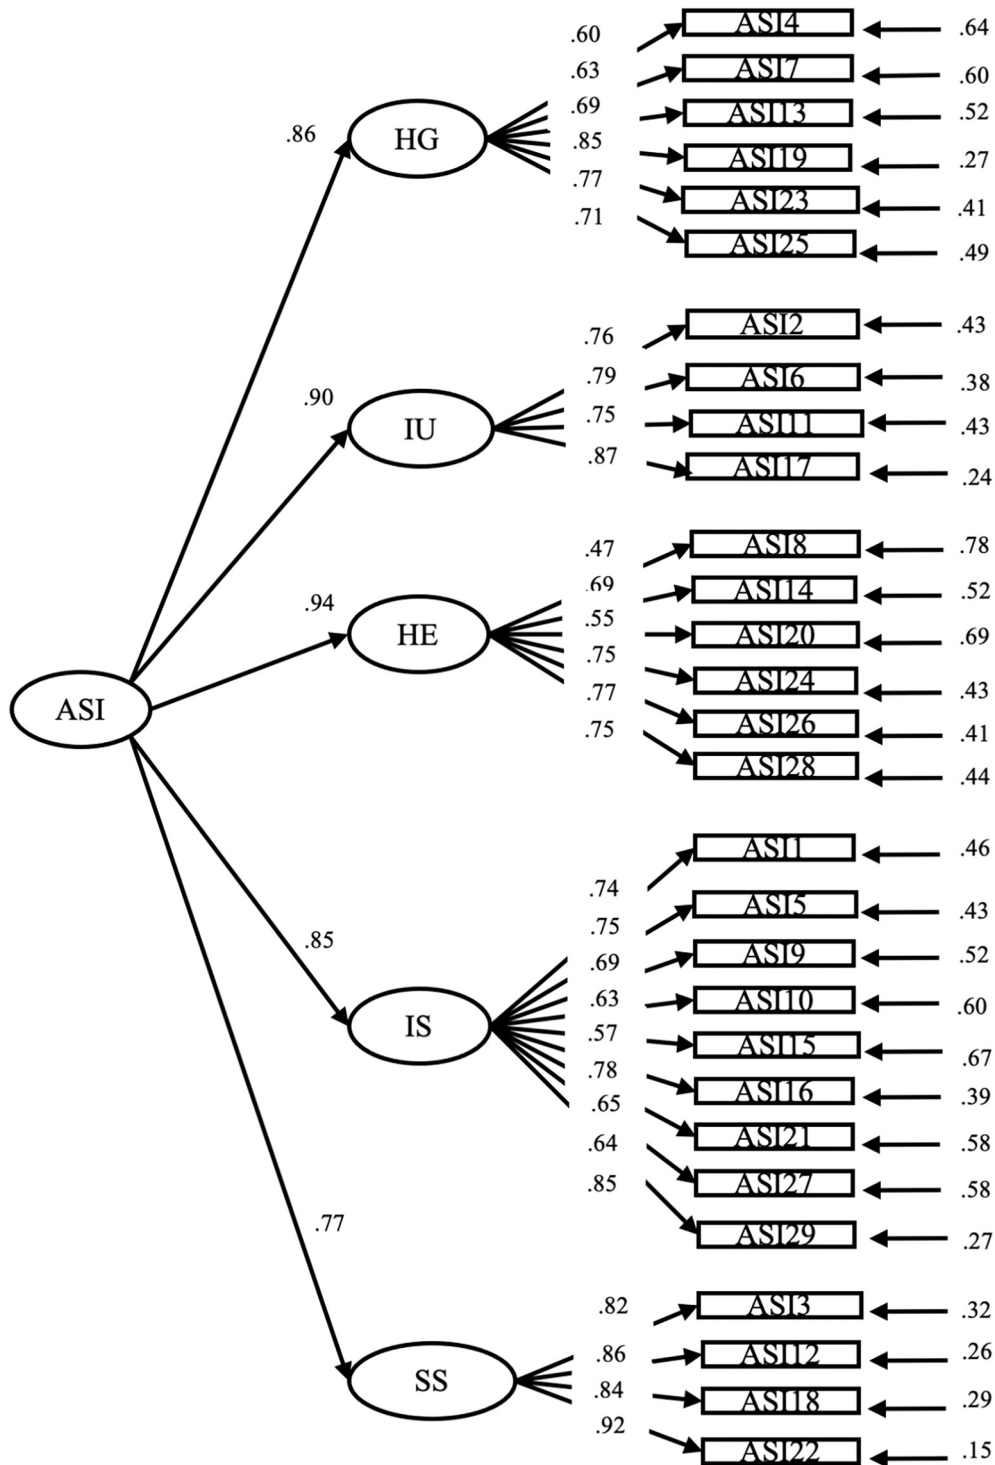 .60 ASI4 .64
.63 ASI7 .60
.69 ASI13 .52
.86 HG .85 ASI19 .27
.77 ASI23 .41
.71 ASI25 .49
.76 ASI2 .43
.79 ASI6 .38
.90 IU .75 ASI11 .43
.87 ASI17 .24
.47 ASI8 .78
.69 ASI14 .52
.94 HE .55 ASI20 .69
.75 ASI24 .43
ASI .77 ASI26 .41
.75 ASI28 .44
.74 ASI1 .46
.75 ASI5 .43
.85 .69 ASI9 .52
.63 ASI10 .60
IS .57 ASI15 .67
.78 ASI16 .39
.65 ASI21 .58
.64 ASI27 .58
.77 .85 ASI29 .27
.82 ASI3 .32
.86 ASI12 .26
SS .84 ASI18 .29
.92 ASI22 .15